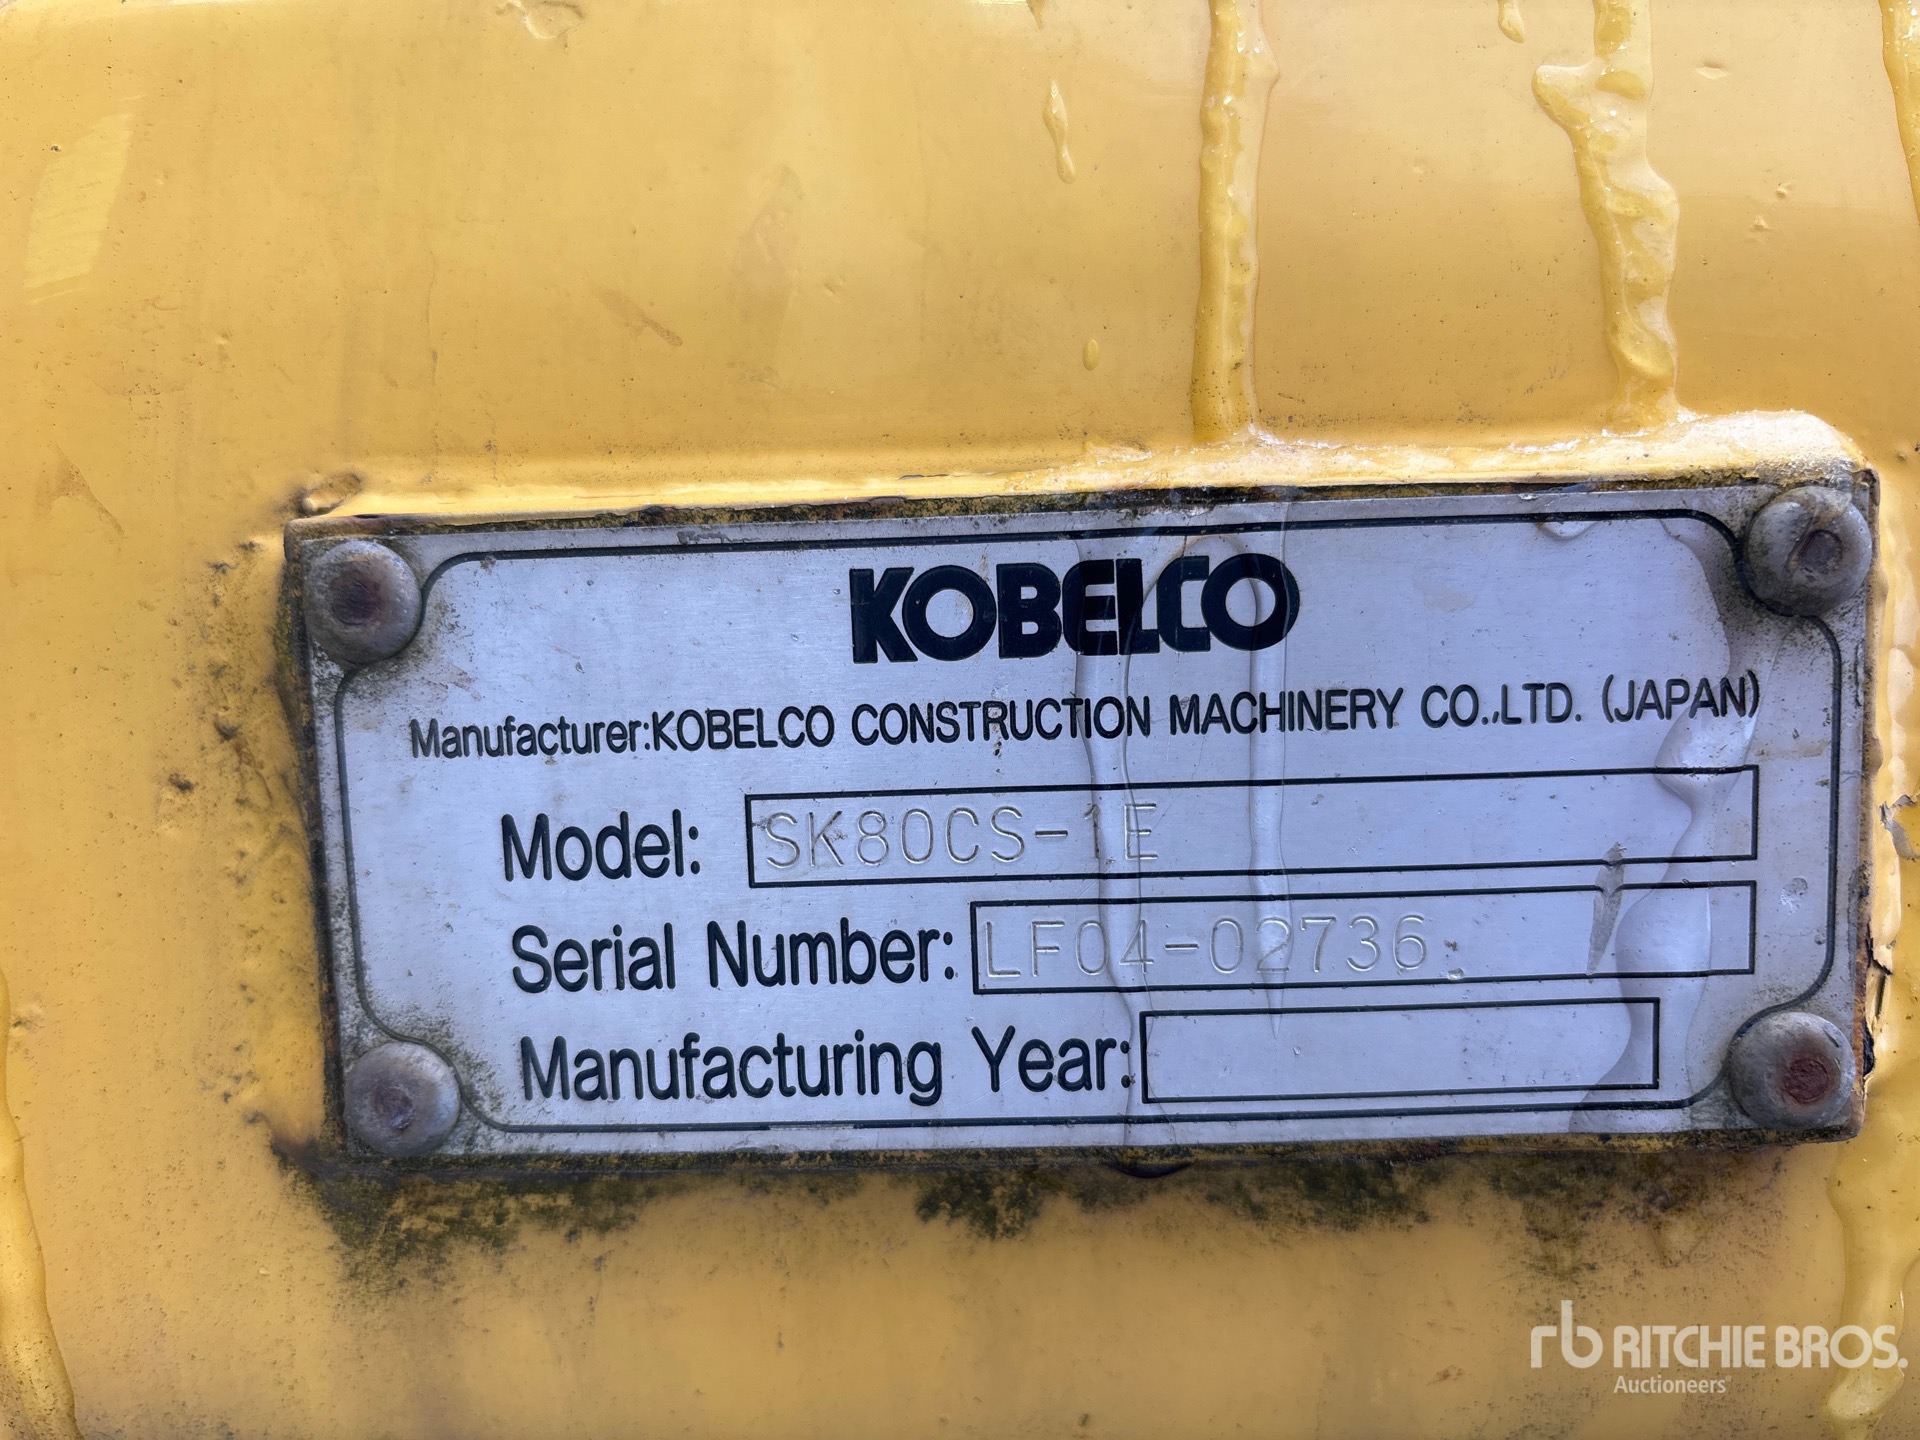 KOBELCO
Manufacturer:KOBELCO CONSTRUCTION MACHINERY CO.,LTD. (JAPAN)
Model: SK80CS-1E
Serial Number: LF04-02736
Manufacturing Year:
rb RITCHIE BROS.
Auctioneers